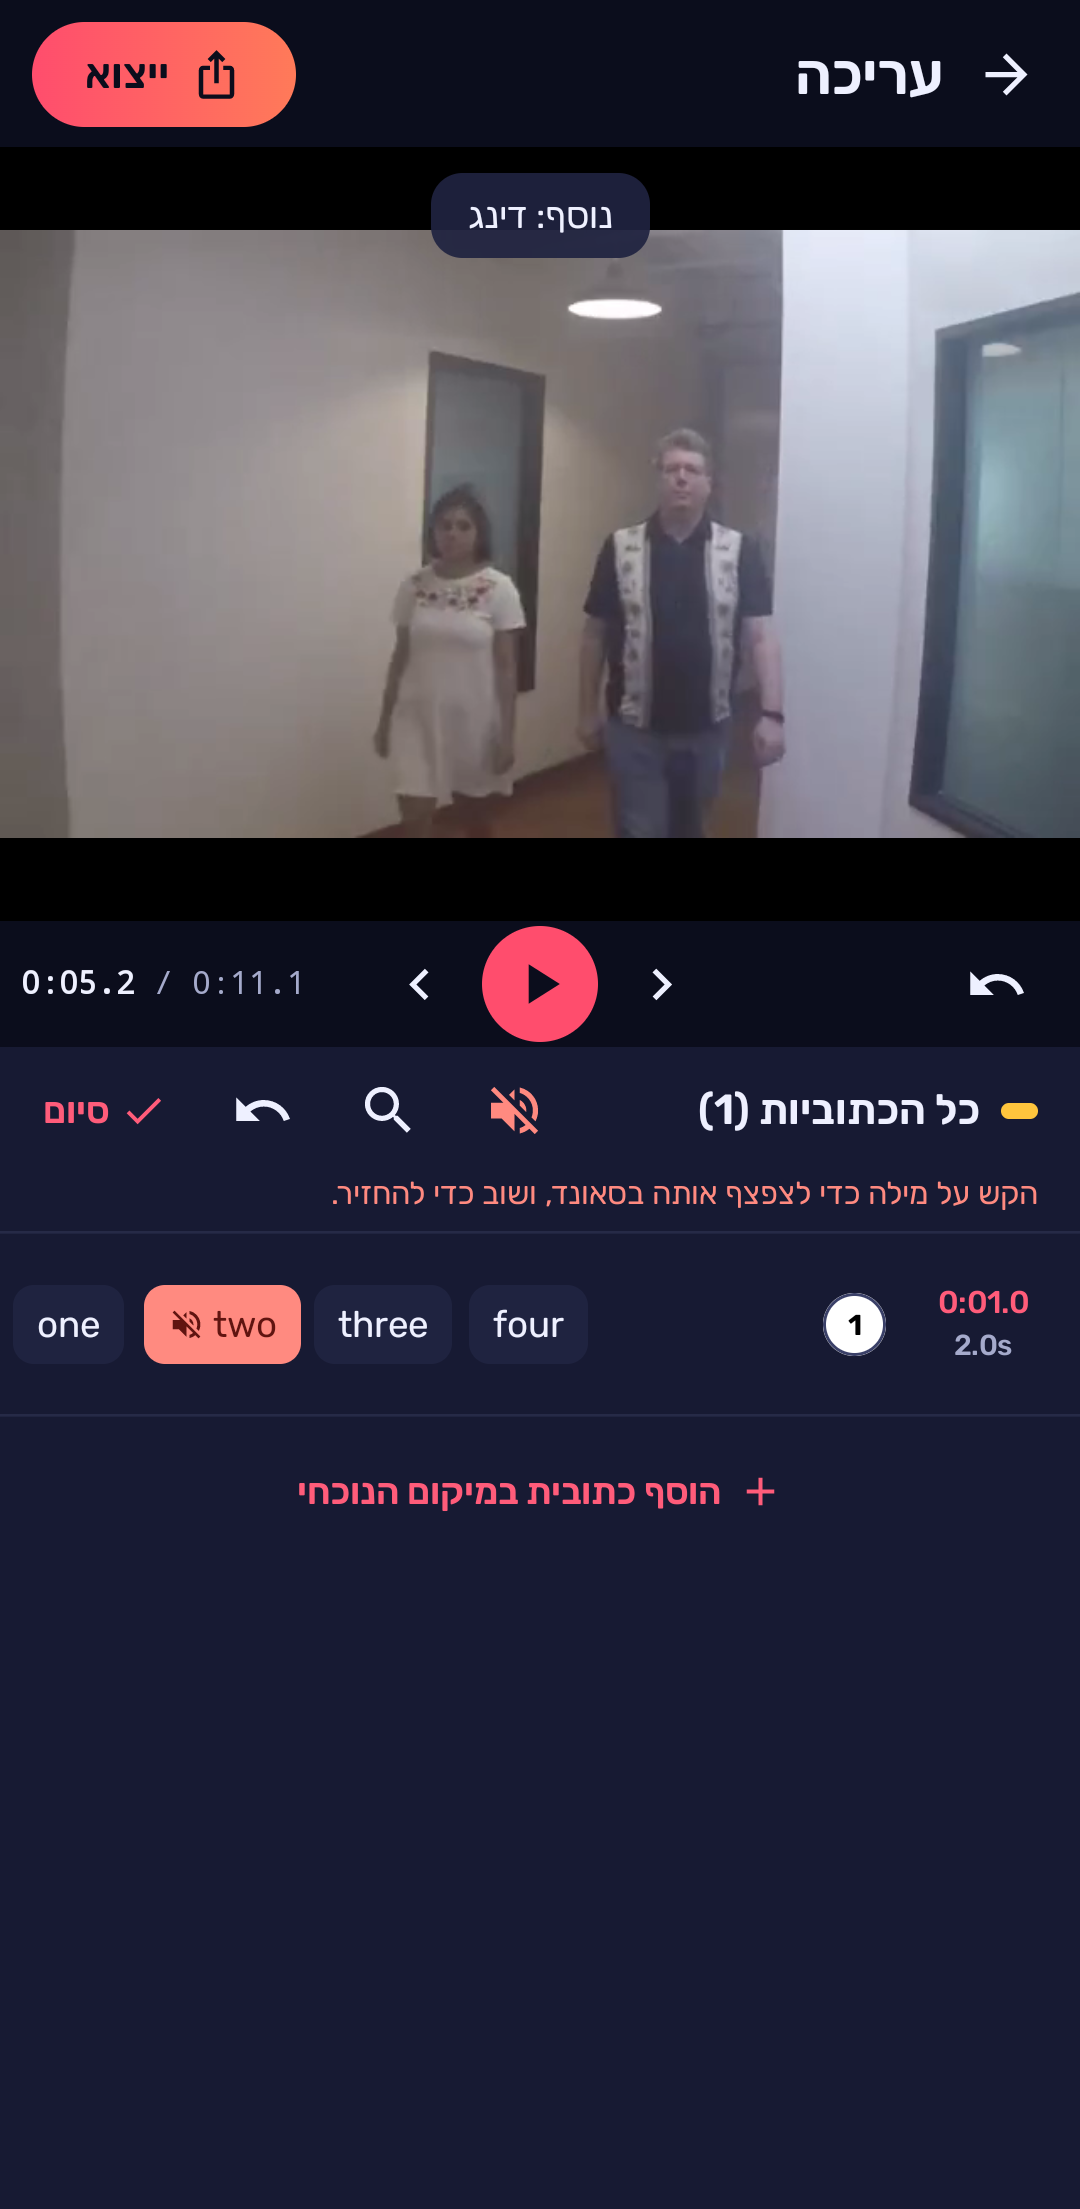 עריכה
ייצוא
נוסף: דינג
0:05.2 / 0:11.1
כל הכתוביות (1)
סיום
הקש על מילה כדי לצפצף אותה בסאונד, ושוב כדי להחזיר.
0:01.0
2.0s
1
one two three four
הוסף כתובית במיקום הנוכחי